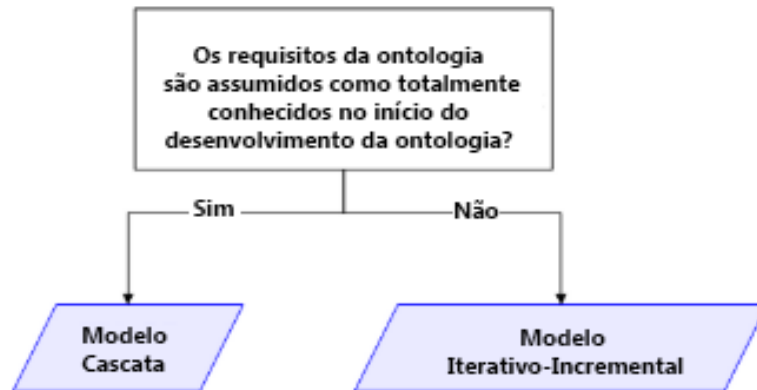 Os requisitos da ontologia
são assumidos como totalmente
conhecidos no início do
desenvolvimento da ontologia?
Sim
Não
Modelo
Cascata
Modelo
Iterativo-Incremental